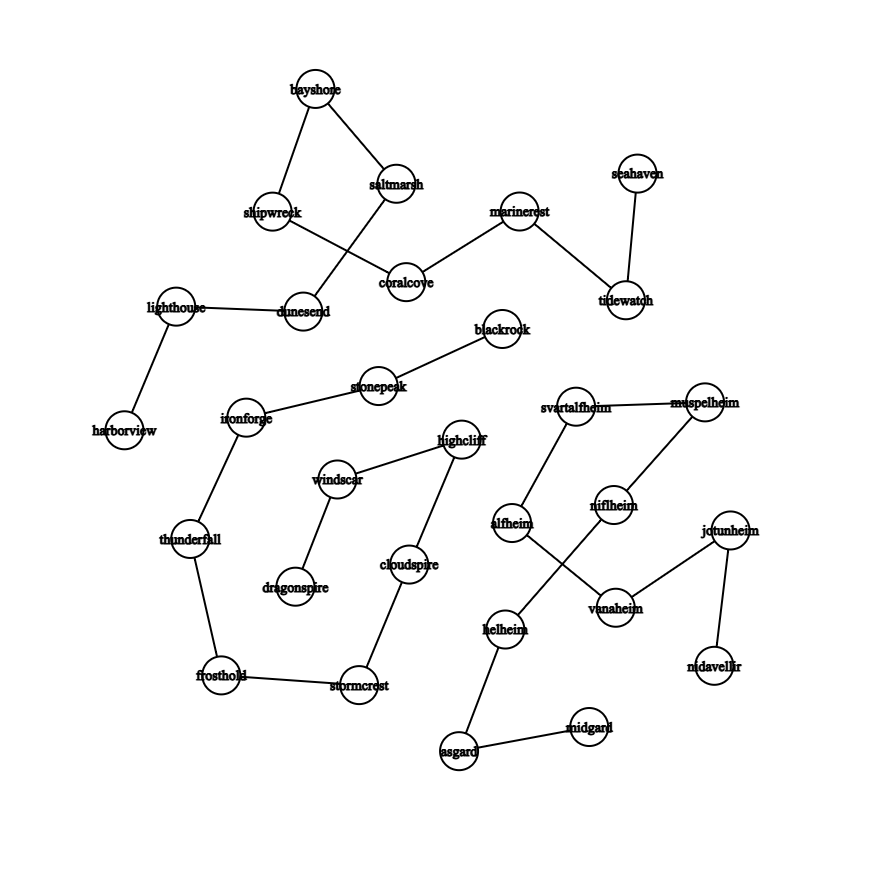 bayshore
seahaven
saltmarsh
shipwreck
marinerest
coralcove
tidewatch
lighthouse
dunesend
blackrock
stonepeak
svartalfheim
muspelheim
ironforge
harborview
highcliff
windscar
niflheim
alfheim
jotunheim
thunderfall
cloudspire
dragonspire
vanaheim
helheim
nidavellir
frosthold
stormcrest
midgard
asgard